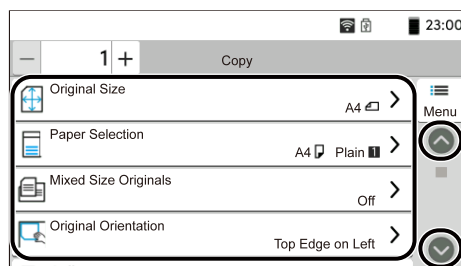 23:00
1 Copy
Original Size
A4
Menu
Paper Selection
A4 Plain 1
Mixed Size Originals
Off
Original Orientation
Top Edge on Left